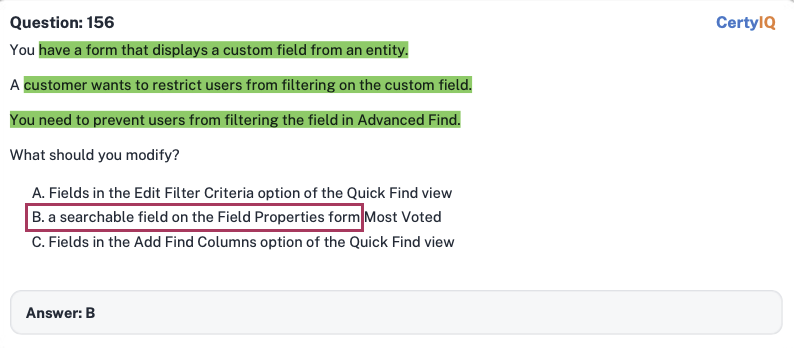 Question: 156
CertyIQ
You have a form that displays a custom field from an entity.
A customer wants to restrict users from filtering on the custom field.
You need to prevent users from filtering the field in Advanced Find.
What should you modify?
A. Fields in the Edit Filter Criteria option of the Quick Find view
B. a searchable field on the Field Properties form Most Voted
C. Fields in the Add Find Columns option of the Quick Find view
Answer: B